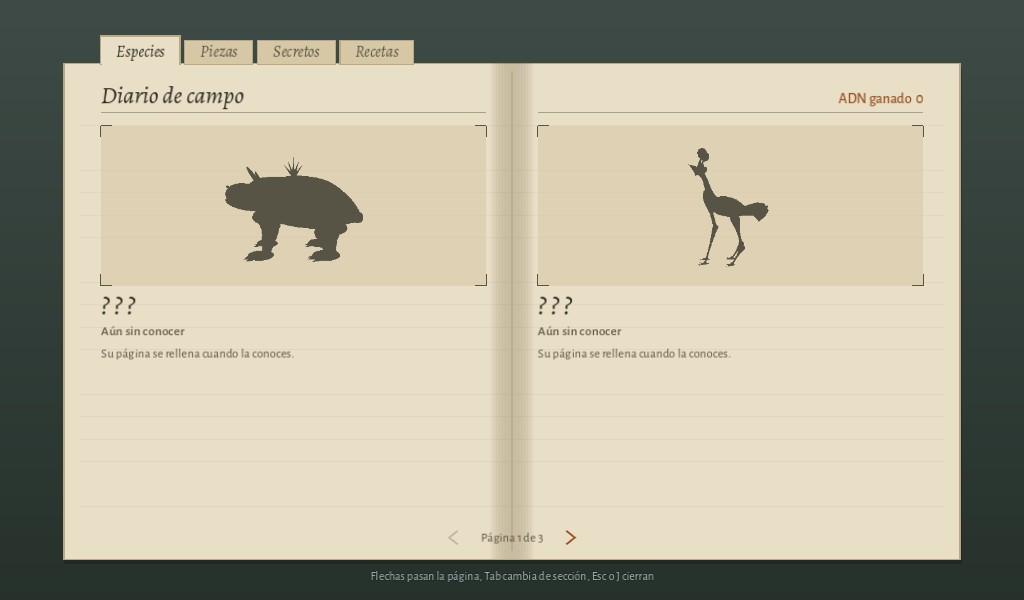 Especies
Piezas
Secretos
Recetas
Diario de campo
ADN ganado 0
? ? ?
Aún sin conocer
Su página se rellena cuando la conoces.
? ? ?
Aún sin conocer
Su página se rellena cuando la conoces.
Página 1 de 3
Flechas pasan la página, Tab cambia de sección, Esc o J cierran